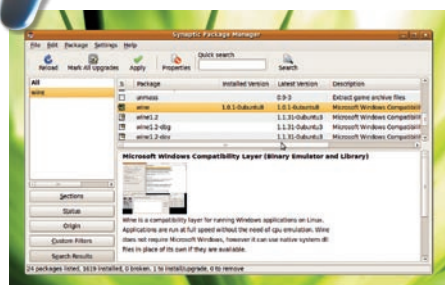 Synaptic Package Manager
File Edit Package Settings Help
Quick search
Reload Mark All Upgrades Apply Properties Search
All
wine
S Package Installed Version Latest Version Description
unmass 0.9-3 Extract game archive files
wine 1.0.1-0ubuntu8 1.0.1-0ubuntu8 Microsoft Windows Compatibilit
wine1.2 1.1.31-0ubuntu3 Microsoft Windows Compatibilit
wine1.2-dbg 1.1.31-0ubuntu3 Microsoft Windows Compatibilit
wine1.2-dev 1.1.31-0ubuntu3 Microsoft Windows Compatibilit
Microsoft Windows Compatibility Layer (Binary Emulator and Library)
Wine is a compatibility layer for running Windows applications on Linux.
Applications are run at full speed without the need of cpu emulation. Wine
does not require Microsoft Windows, however it can use native system dll
files in place of its own if they are available.
Sections
Status
Origin
Custom Filters
Search Results
24 packages listed, 1619 installed, 0 broken. 1 to install/upgrade, 0 to remove